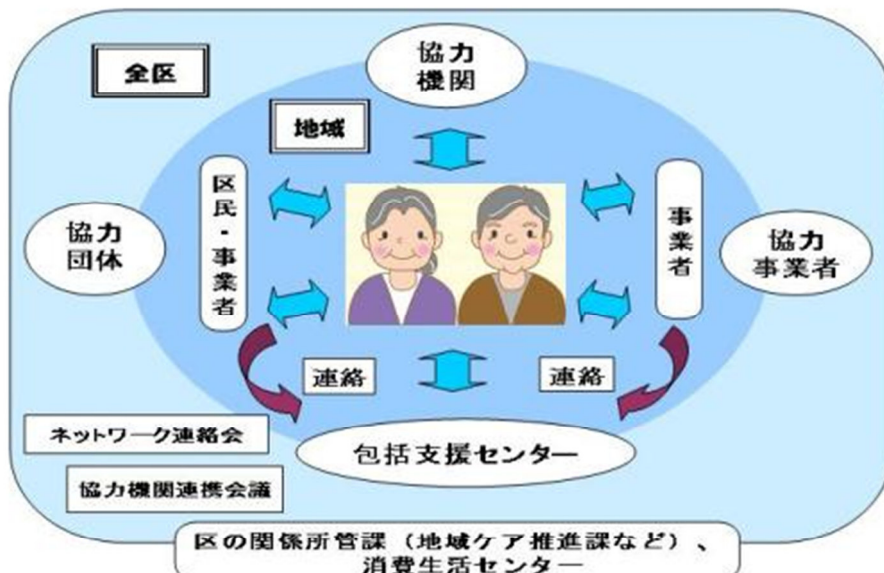 協力
機関
全区
地域
区民・事業者
事業者
協力
団体
協力
事業者
連絡
連絡
ネットワーク連絡会
包括支援センター
協力機関連携会議
区の関係所管課（地域ケア推進課など）、
消費生活センター